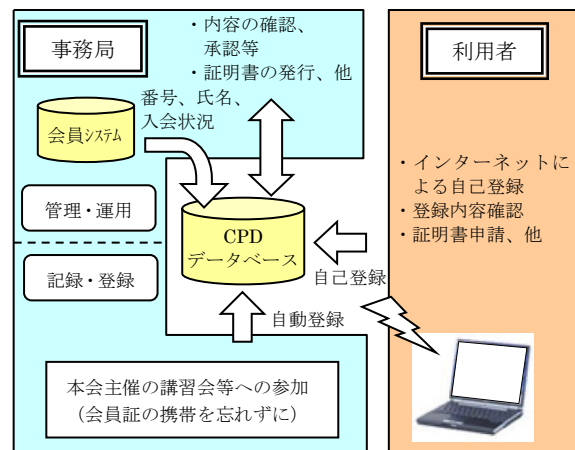 事務局
・内容の確認、
承認等
・証明書の発行、他
番号、氏名、
入会状況
会員システム
管理・運用
記録・登録
CPD
データベース
自己登録
自動登録
本会主催の講習会等への参加
（会員証の携帯を忘れずに）
利用者
・インターネットに
よる自己登録
・登録内容確認
・証明書申請、他